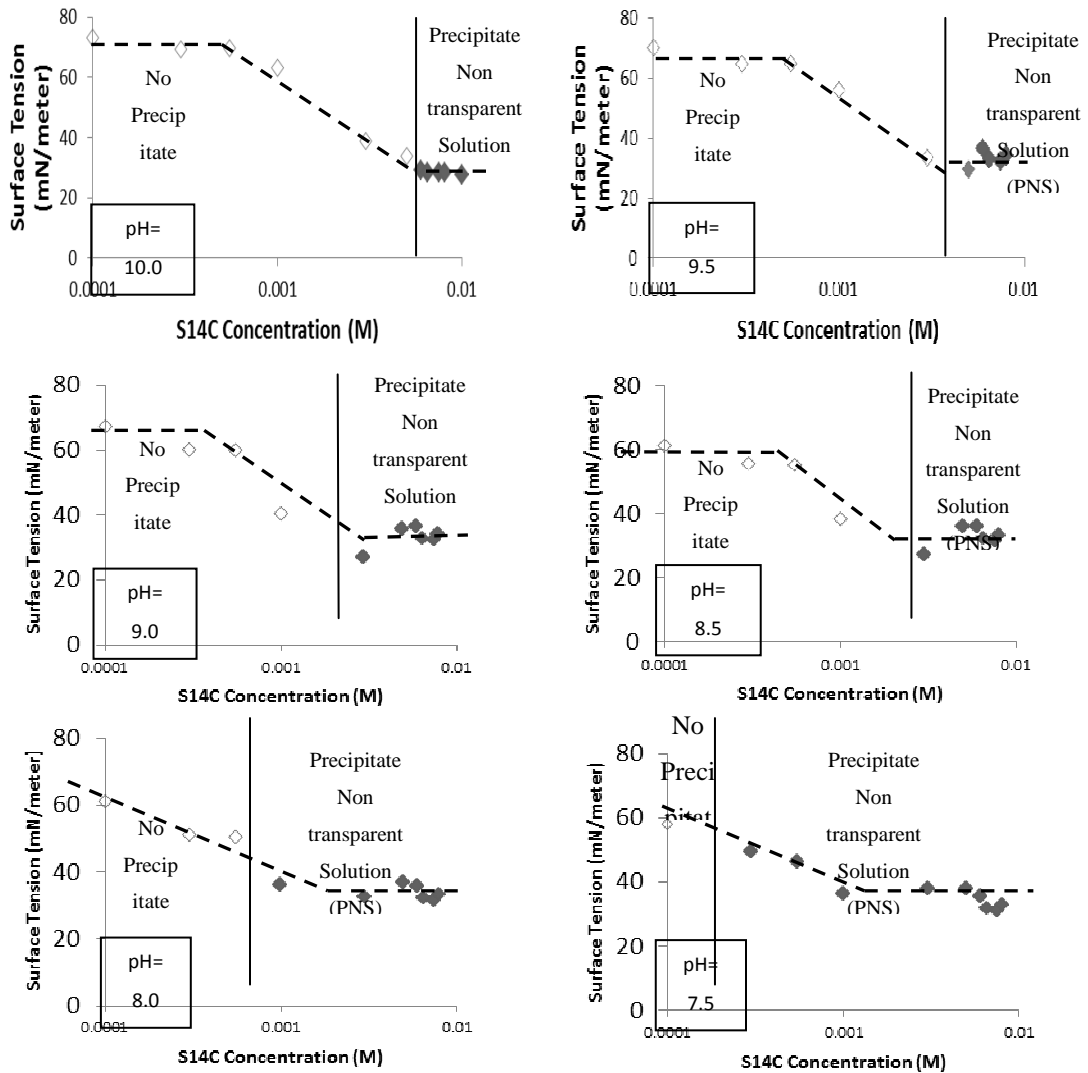 80
60
40
20
0
0.0001
0.001
0.01
Surface Tension
(mN/meter)
No
Precip
itate
Precipitate
Non
transparent
Solution
pH=
10.0
S14C Concentration (M)
80
60
40
20
0
0.0001
0.001
0.01
Surface Tension
(mN/meter)
No
Precip
itate
Precipitate
Non
transparent
Solution
(PNS)
pH=
9.5
S14C Concentration (M)
80
60
40
20
0
0.0001
0.001
0.01
Surface Tension (mN/meter)
No
Precip
itate
Precipitate
Non
transparent
Solution
pH=
9.0
S14C Concentration (M)
80
60
40
20
0
0.0001
0.001
0.01
Surface Tension (mN/meter)
No
Precip
itate
Precipitate
Non
transparent
Solution
(PNS)
pH=
8.5
S14C Concentration (M)
80
60
40
20
0
0.0001
0.001
0.01
Surface Tension (mN/meter)
No
Precip
itate
Precipitate
Non
transparent
Solution
(PNS)
pH=
8.0
S14C Concentration (M)
80
60
40
20
0
0.0001
0.001
0.01
Surface Tension (mN/meter)
No
Preci
pitat
Precipitate
Non
transparent
Solution
(PNS)
pH=
7.5
S14C Concentration (M)